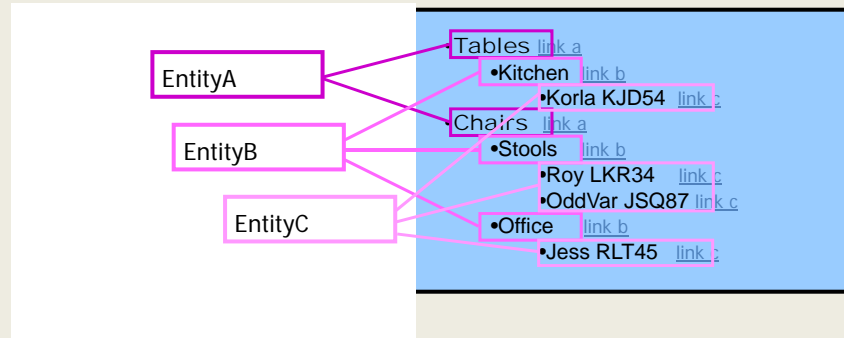 Tables link a
EntityA
•Kitchen link b
•Korla KJD54 link c
•Chairs link a
EntityB
•Stools link b
•Roy LKR34 link c
•OddVar JSQ87 link c
EntityC
•Office link b
•Jess RLT45 link c